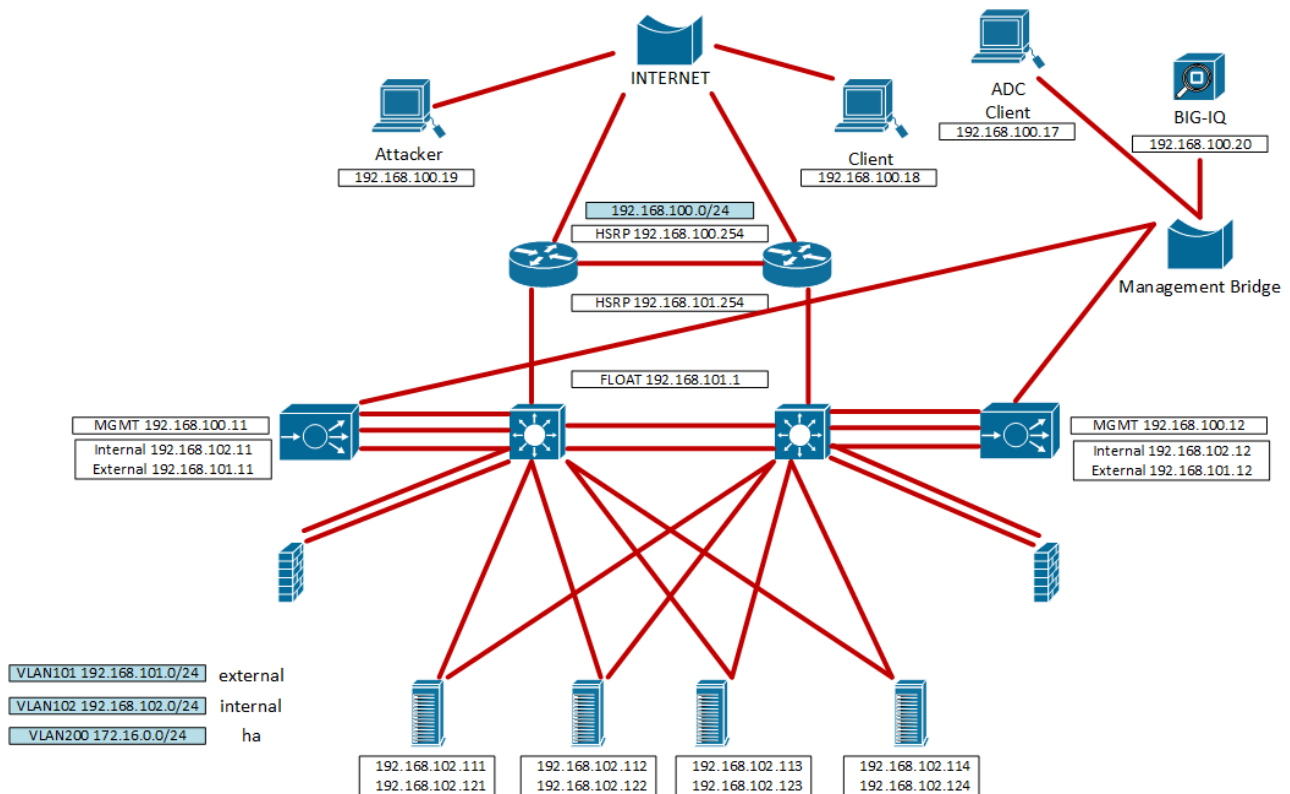 INTERNET
ADC
Client
192.168.100.17
BIG-IQ
192.168.100.20
Attacker
192.168.100.19
Client
192.168.100.18
192.168.100.0/24
HSRP 192.168.100.254
HSRP 192.168.101.254
Management Bridge
FLOAT 192.168.101.1
MGMT 192.168.100.11
Internal 192.168.102.11
External 192.168.101.11
MGMT 192.168.100.12
Internal 192.168.102.12
External 192.168.101.12
VLAN101 192.168.101.0/24 external
VLAN102 192.168.102.0/24 internal
VLAN200 172.16.0.0/24 ha
192.168.102.111
192.168.102.121
192.168.102.112
192.168.102.122
192.168.102.113
192.168.102.123
192.168.102.114
192.168.102.124